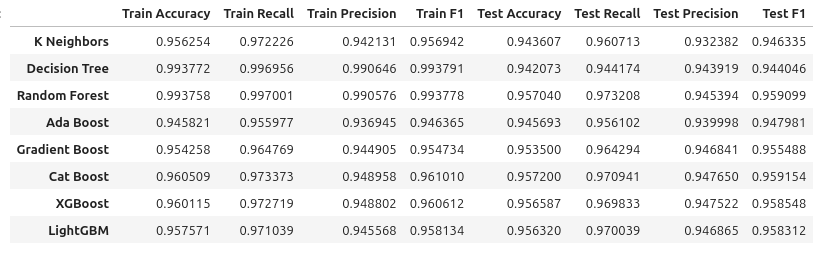 Train Accuracy Train Recall Train Precision Train F1 Test Accuracy Test Recall Test Precision Test F1
K Neighbors 0.956254 0.972226 0.942131 0.956942 0.943607 0.960713 0.932382 0.946335
Decision Tree 0.993772 0.996956 0.990646 0.993791 0.942073 0.944174 0.943919 0.944046
Random Forest 0.993758 0.997001 0.990576 0.993778 0.957040 0.973208 0.945394 0.959099
Ada Boost 0.945821 0.955977 0.936945 0.946365 0.945693 0.956102 0.939998 0.947981
Gradient Boost 0.954258 0.964769 0.944905 0.954734 0.953500 0.964294 0.946841 0.955488
Cat Boost 0.960509 0.973373 0.948958 0.961010 0.957200 0.970941 0.947650 0.959154
XGBoost 0.960115 0.972719 0.948802 0.960612 0.956587 0.969833 0.947522 0.958548
LightGBM 0.957571 0.971039 0.945568 0.958134 0.956320 0.970039 0.946865 0.958312